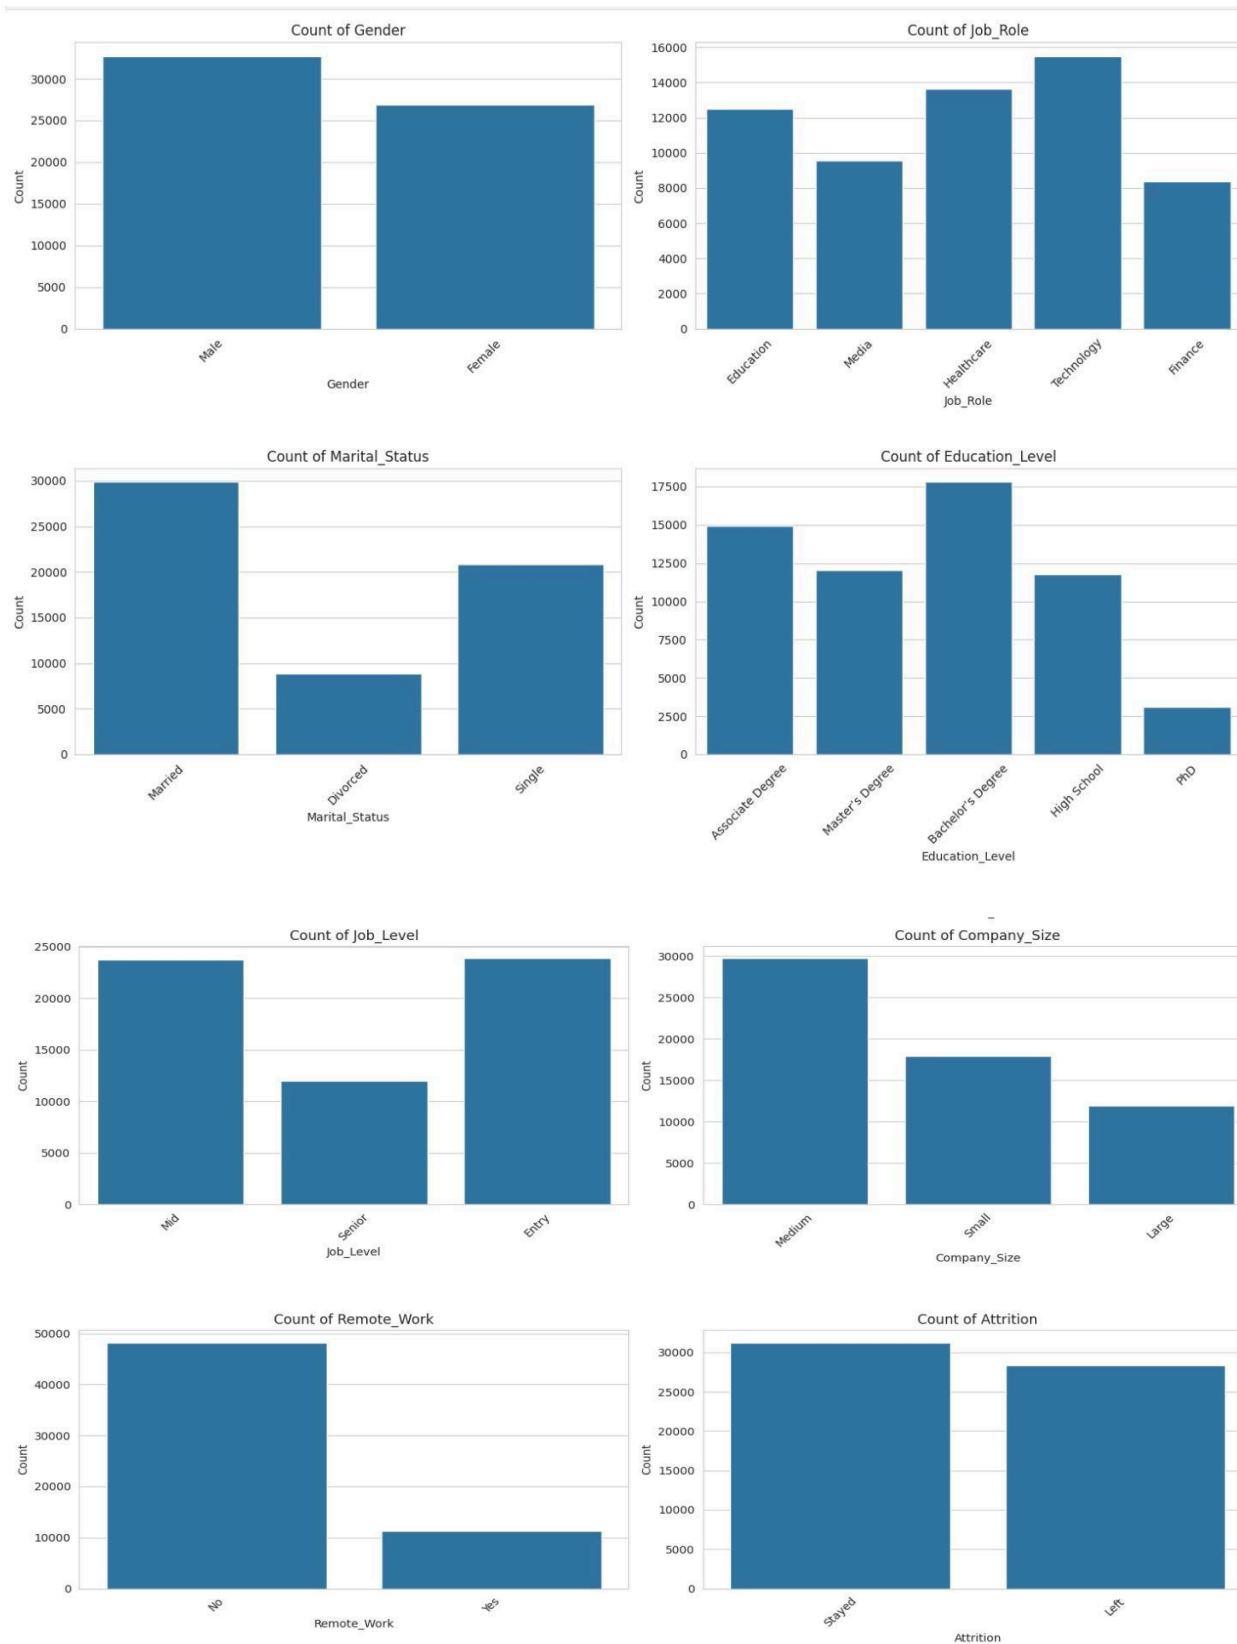 Count of Gender
30000
25000
20000
15000
10000
5000
0
Count
Male
Female
Gender
Count of Job_Role
16000
14000
12000
10000
8000
6000
4000
2000
0
Count
Education
Media
Healthcare
Technology
Finance
Job_Role
Count of Marital_Status
30000
25000
20000
15000
10000
5000
0
Count
Married
Divorced
Single
Marital_Status
Count of Education_Level
17500
15000
12500
10000
7500
5000
2500
0
Count
Associate Degree
Master's Degree
Bachelor's Degree
High School
PhD
Education_Level
Count of Job_Level
25000
20000
15000
10000
5000
0
Count
Mid
Senior
Entry
Job_Level
Count of Company_Size
30000
25000
20000
15000
10000
5000
0
Count
Medium
Small
Large
Company_Size
Count of Remote_Work
50000
40000
30000
20000
10000
0
Count
No
Yes
Remote_Work
Count of Attrition
30000
25000
20000
15000
10000
5000
0
Count
Stayed
Left
Attrition